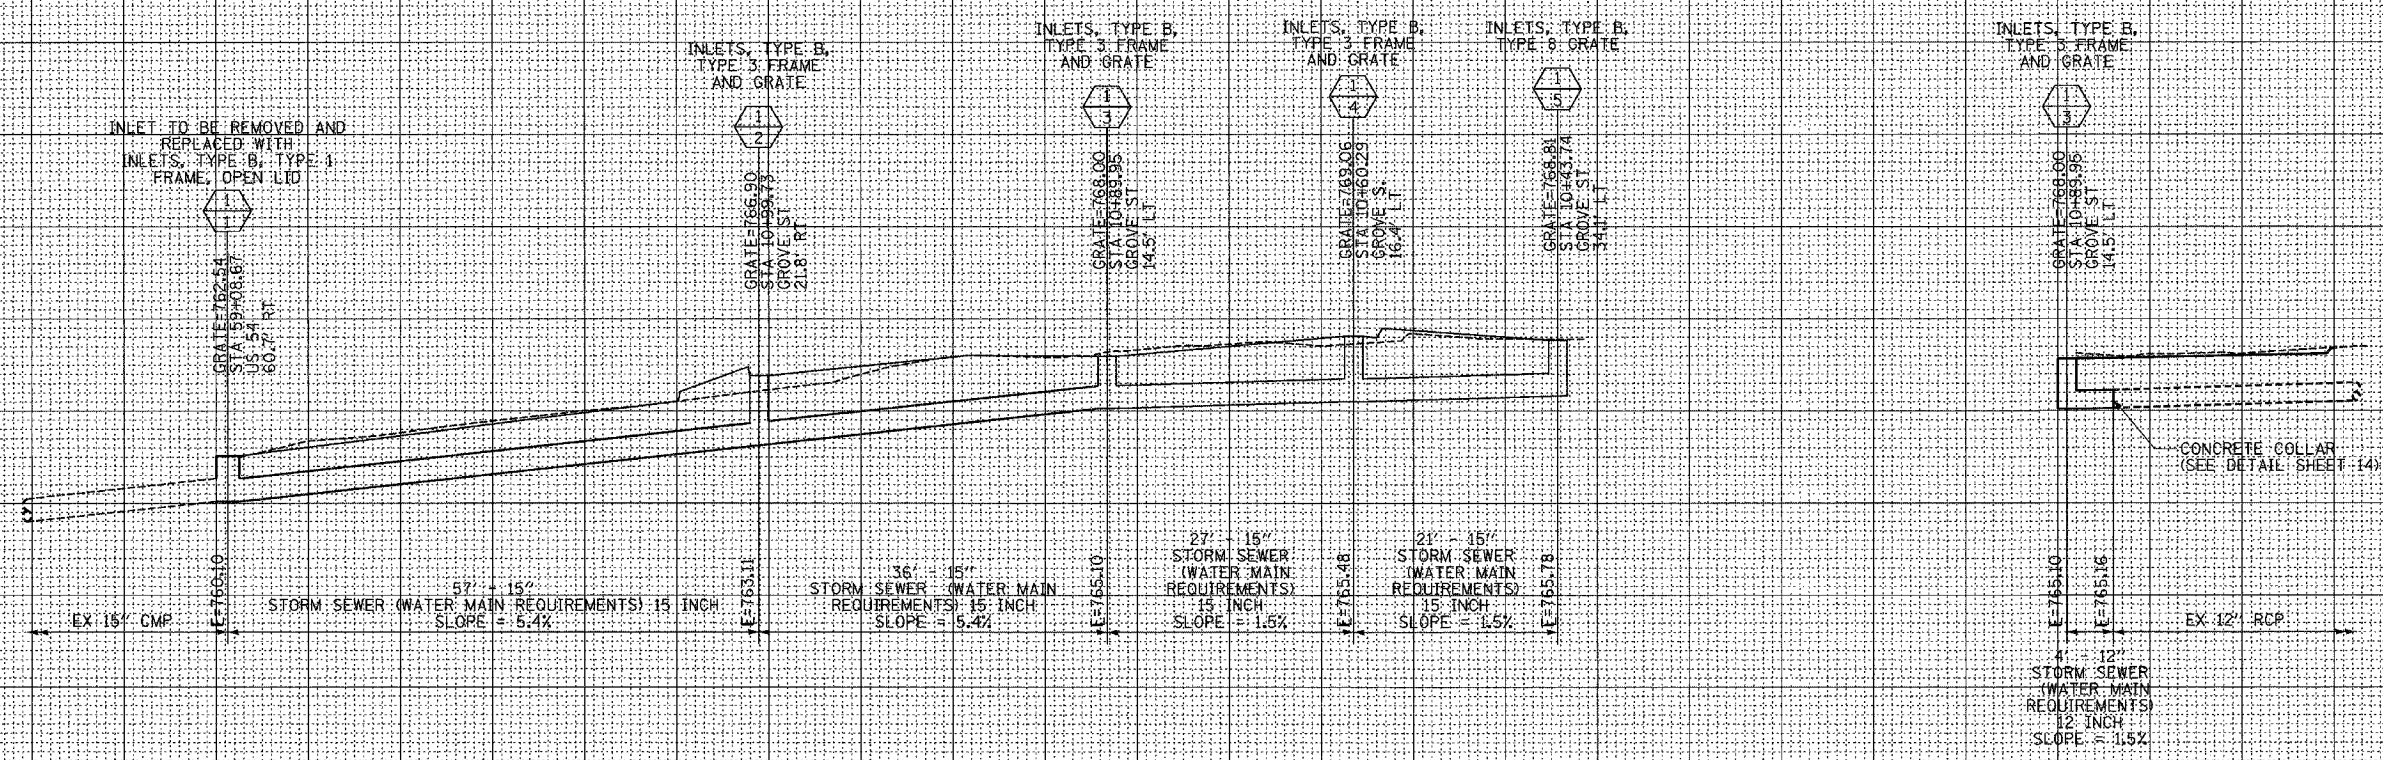 INLET TO BE REMOVED AND
REPLACED WITH
INLETS, TYPE B, TYPE 1
FRAME, OPEN LID
1
1
GRATE=762.54
STA 59+08.67
US 54
60.7' RT
INLETS, TYPE B,
TYPE 3 FRAME
AND GRATE
1
2
GRATE=766.90
STA 10+99.73
GROVE ST
21.8' RT
INLETS, TYPE B,
TYPE 3 FRAME
AND GRATE
1
3
GRATE=768.00
STA 10+89.95
GROVE ST
14.5' LT
INLETS, TYPE B,
TYPE 3 FRAME
AND GRATE
1
4
GRATE=769.06
STA 10+60.29
GROVE S.
16.4' LT
INLETS, TYPE B,
TYPE 8 GRATE
1
5
GRATE=768.81
STA 10+43.74
GROVE ST
34.1' LT
INLETS, TYPE B,
TYPE 3 FRAME
AND GRATE
1
3
GRATE=768.00
STA 10+89.95
GROVE ST
14.5' LT
CONCRETE COLLAR
(SEE DETAIL SHEET 14)
EX 15" CMP
E=760.10
57' - 15"
STORM SEWER (WATER MAIN REQUIREMENTS) 15 INCH
SLOPE = 5.4%
E=763.11
36' - 15"
STORM SEWER (WATER MAIN
REQUIREMENTS) 15 INCH
SLOPE = 5.4%
E=765.10
27' - 15"
STORM SEWER
(WATER MAIN
REQUIREMENTS)
15 INCH
SLOPE = 1.5%
E=765.48
21' - 15"
STORM SEWER
(WATER MAIN
REQUIREMENTS)
15 INCH
SLOPE = 1.5%
E=765.78
E=765.10
E=765.16
EX 12" RCP
4' - 12"
STORM SEWER
(WATER MAIN
REQUIREMENTS)
12 INCH
SLOPE = 1.5%